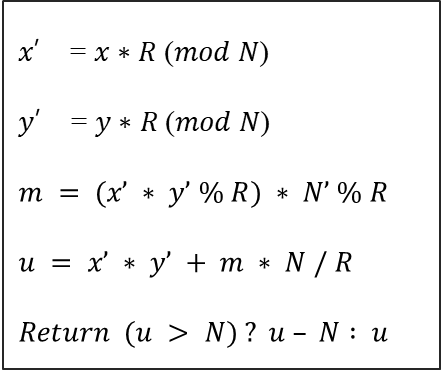 x′ = x * R (mod N)
y′ = y * R (mod N)
m = (x’ * y’ % R) * N’ % R
u = x’ * y’ + m * N / R
Return (u > N) ? u – N : u